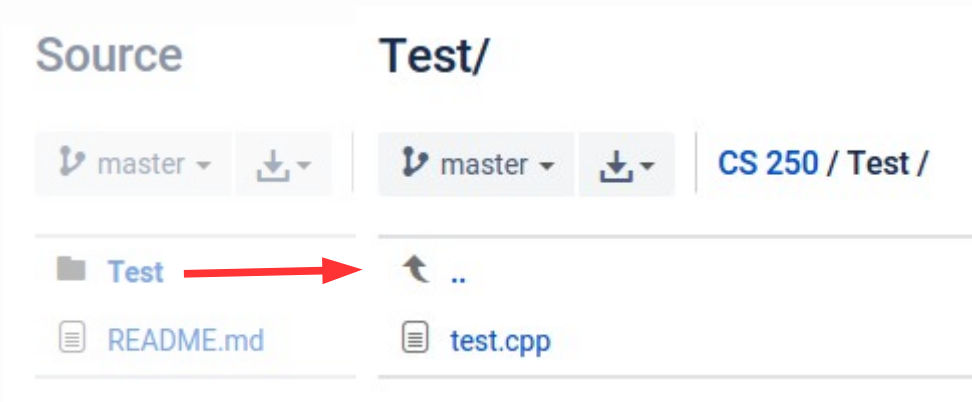 Source
master
Test
README.md
Test/
master
CS 250 / Test /
..
test.cpp